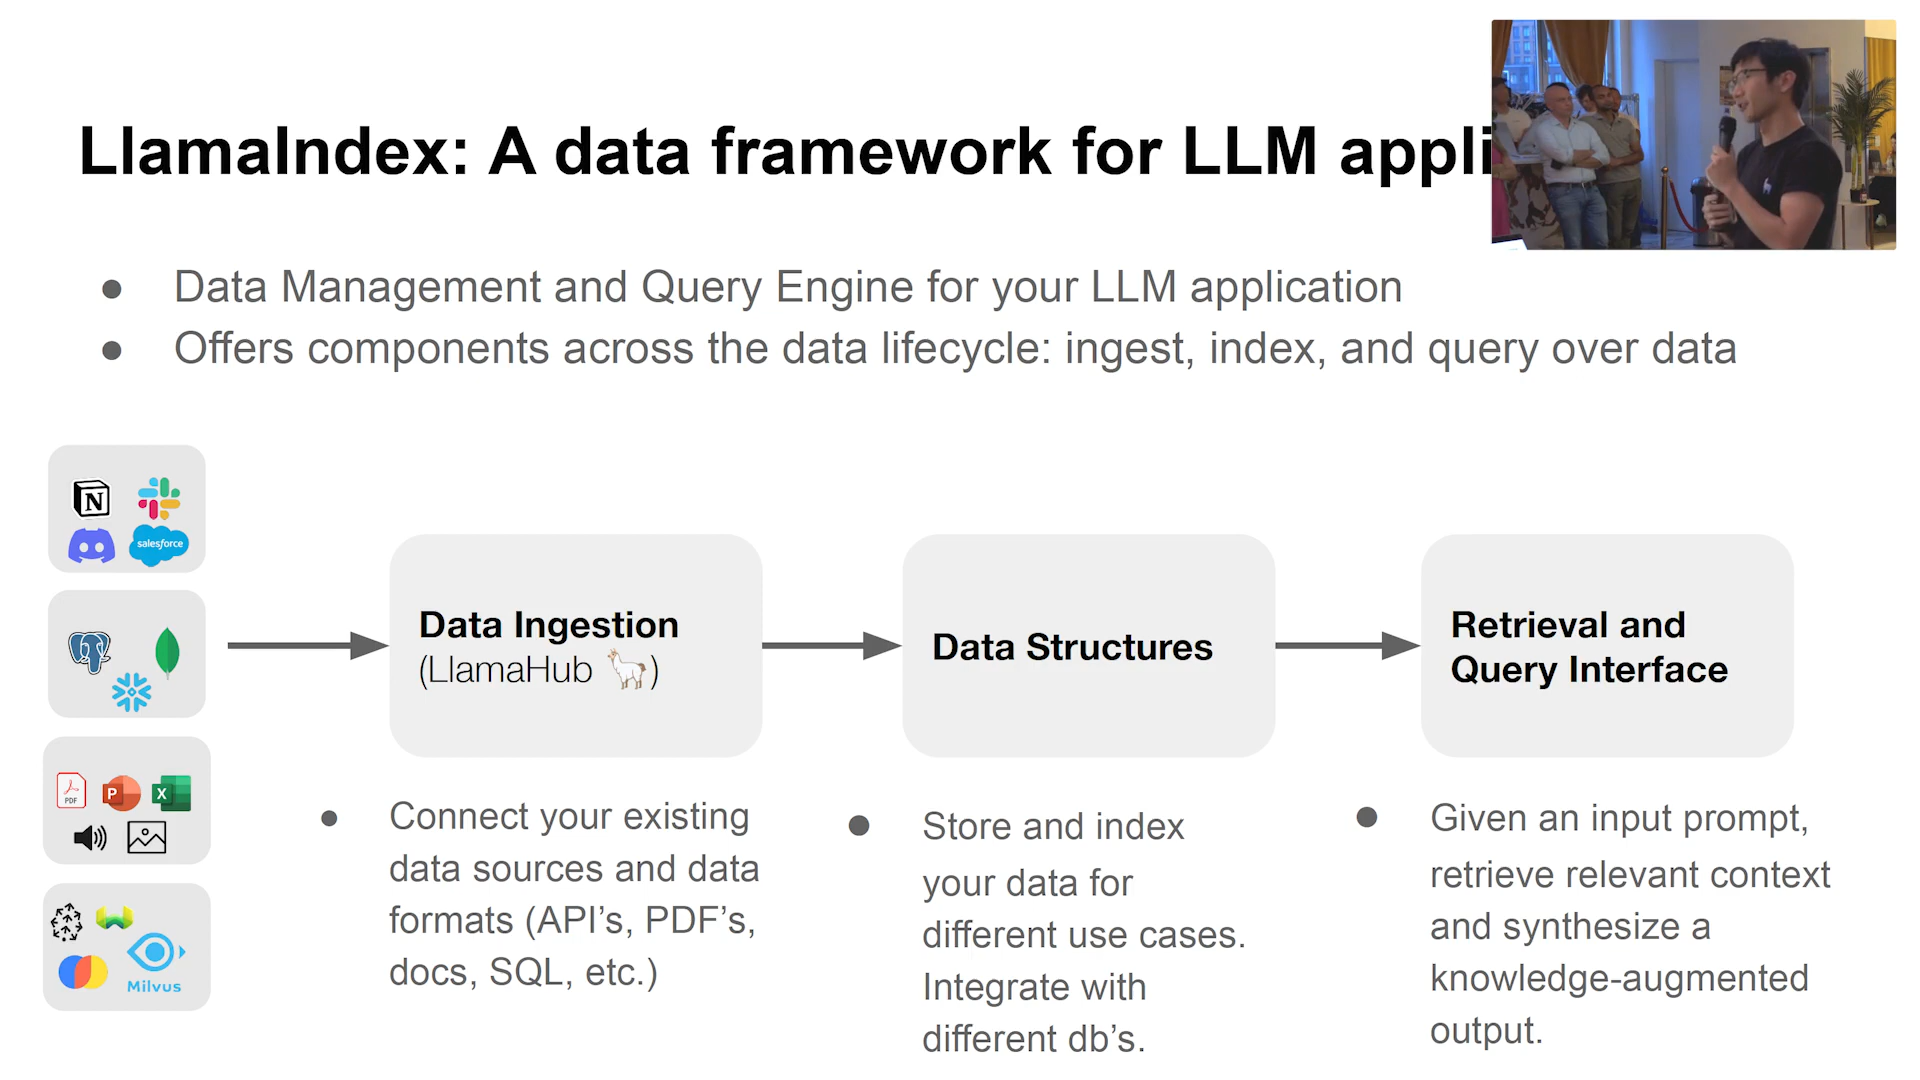 LlamaIndex: A data framework for LLM appli
● Data Management and Query Engine for your LLM application
● Offers components across the data lifecycle: ingest, index, and query over data
N
salesforce
PDF
P
X
Milvus
Data Ingestion
(LlamaHub 🦙)
● Connect your existing
data sources and data
formats (API's, PDF's,
docs, SQL, etc.)
Data Structures
● Store and index
your data for
different use cases.
Integrate with
different db's.
Retrieval and
Query Interface
● Given an input prompt,
retrieve relevant context
and synthesize a
knowledge-augmented
output.